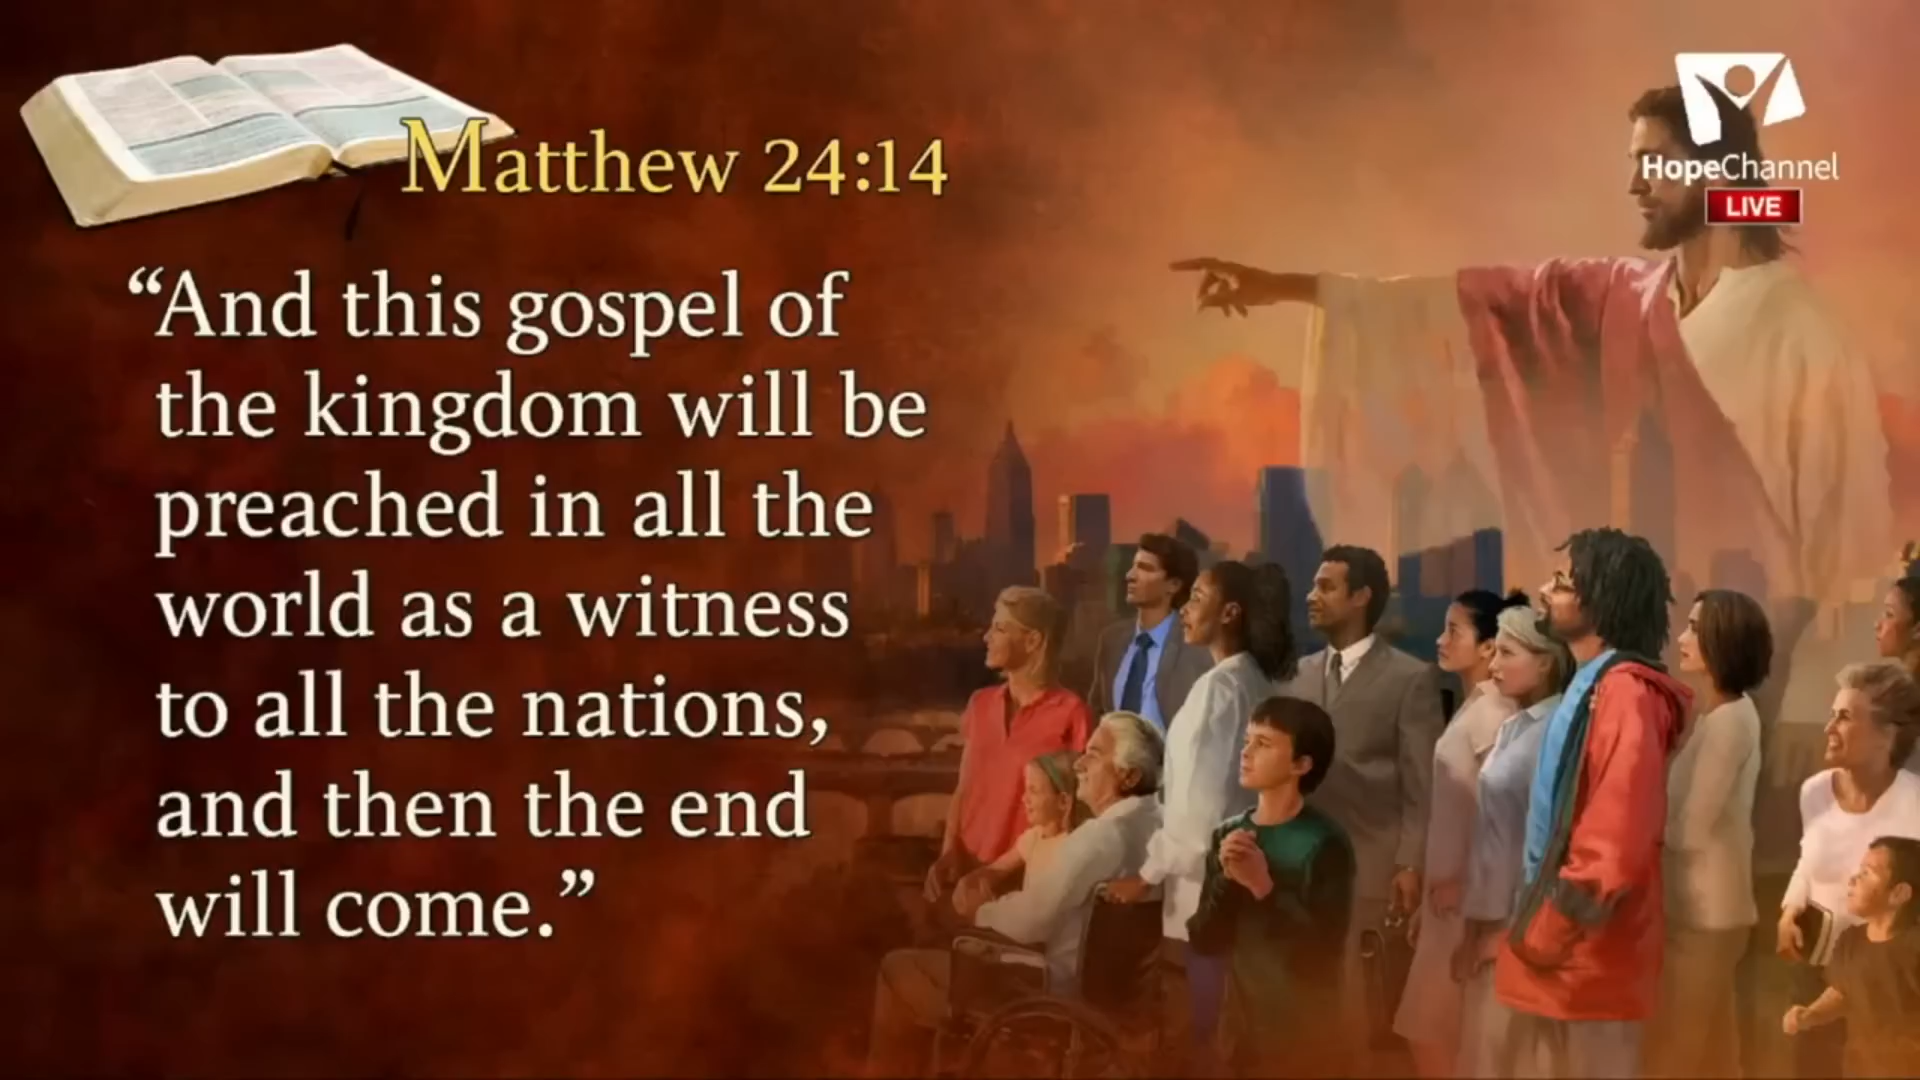 Matthew 24:14
“And this gospel of
the kingdom will be
preached in all the
world as a witness
to all the nations,
and then the end
will come.”
HopeChannel
LIVE